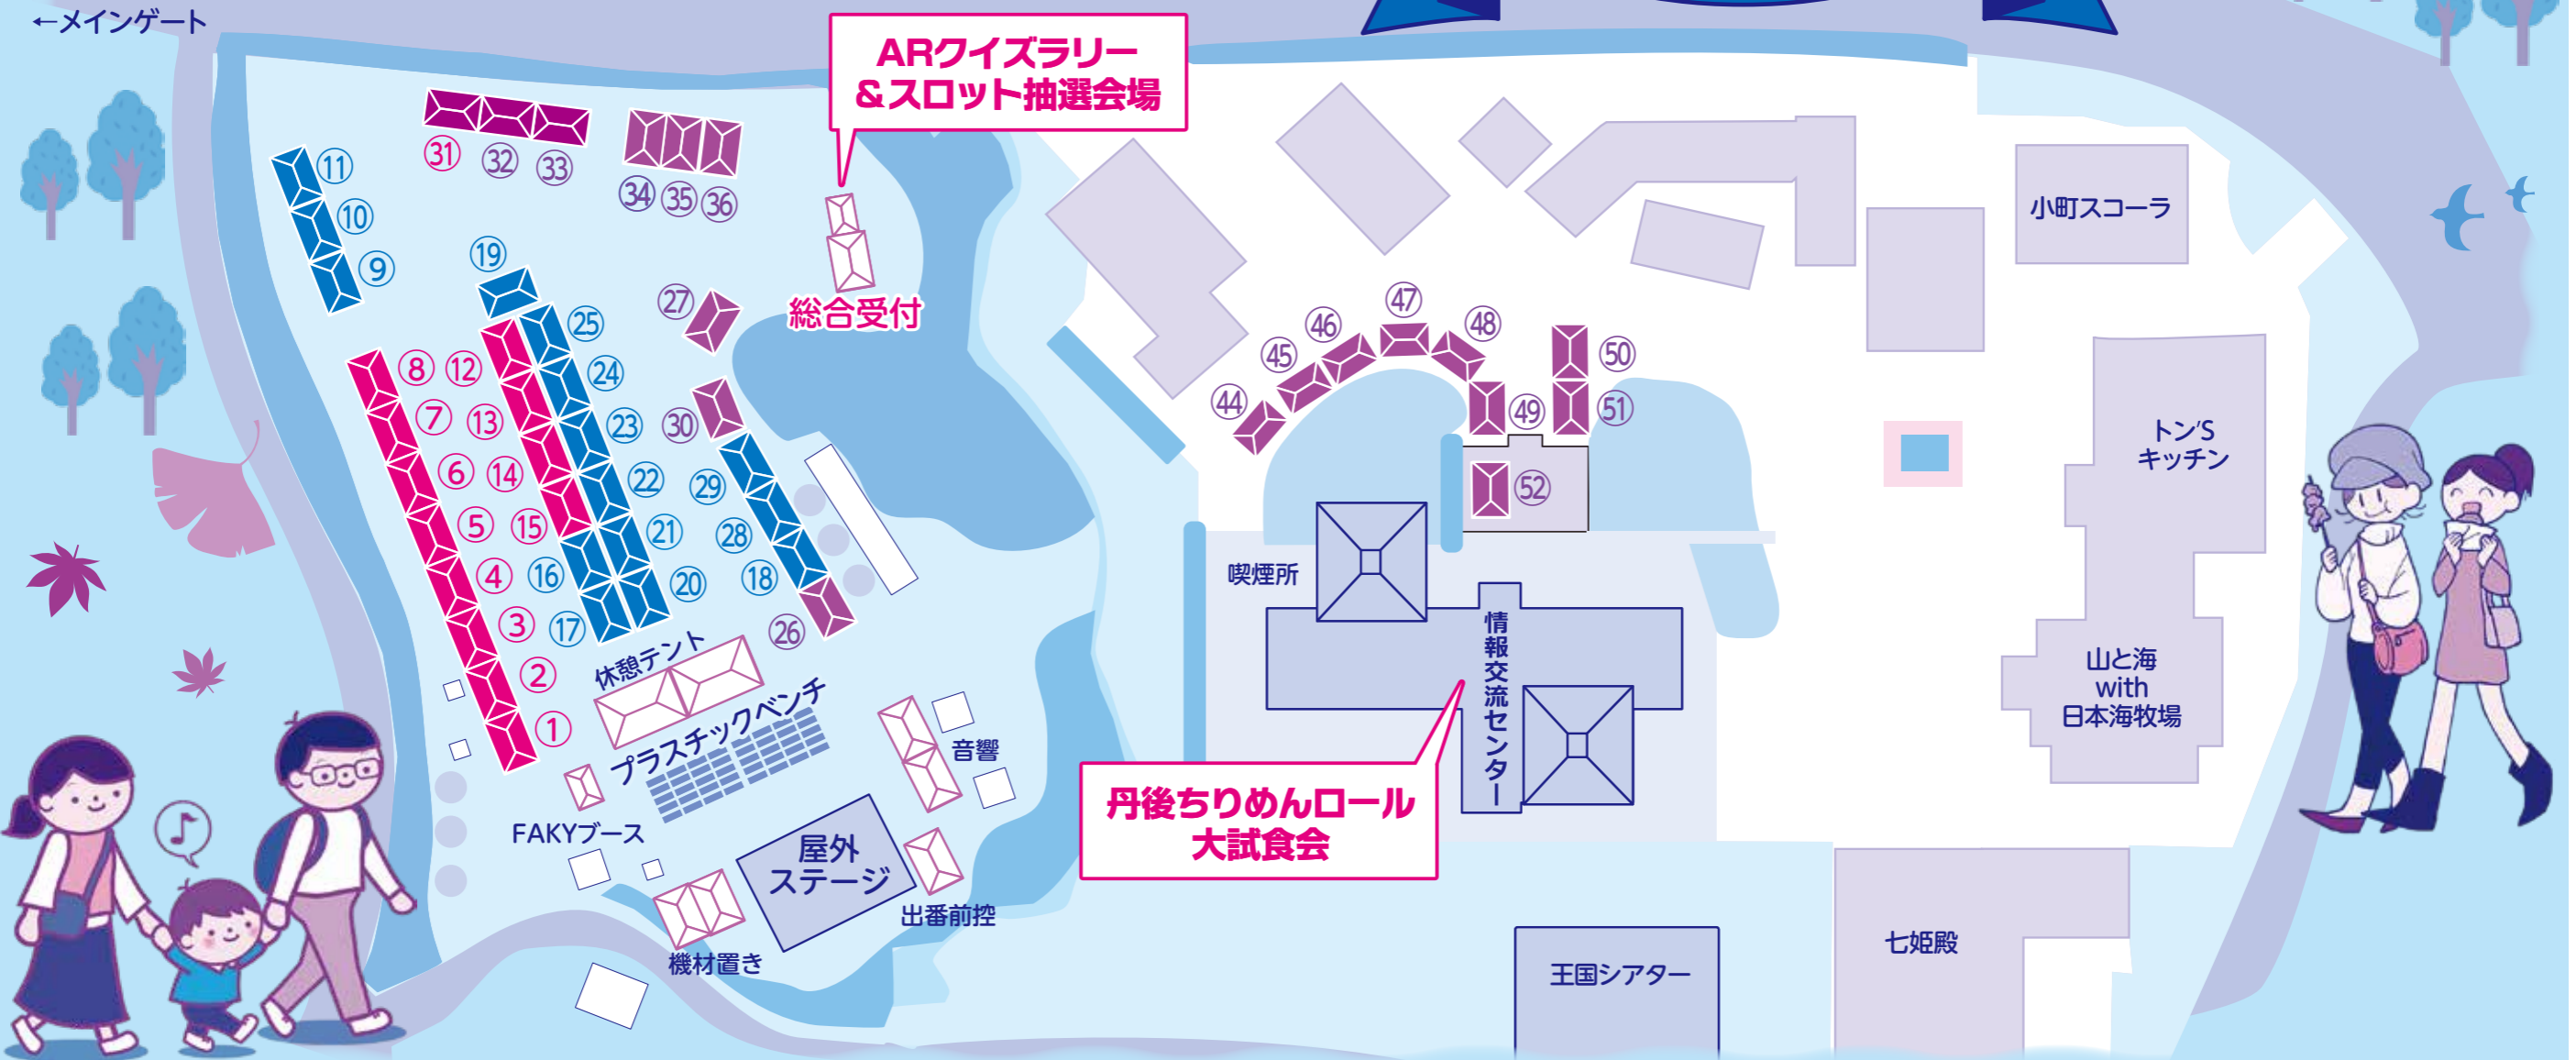 ←メインゲート
ARクイズラリー
&スロット抽選会場
総合受付
㉛
㉜
㉝
㉞
㉟
㊱
⑪
⑩
⑨
⑲
㉗
㉕
㉔
㉓
㉒
㉑
⑳
⑧
⑦
⑥
⑤
④
③
②
①
⑫
⑬
⑭
⑮
⑯
⑰
㉚
㉙
㉘
⑱
㉖
休憩テント
プラスチックベンチ
音響
FAKYブース
屋外
ステージ
出番前控
機材置き
㊹
㊺
㊻
㊼
㊽
㊾
㊿
51
52
喫煙所
情報交流センター
丹後ちりめんロール
大試食会
小町スコーラ
トン'S
キッチン
山と海
with
日本海牧場
七姫殿
王国シアター